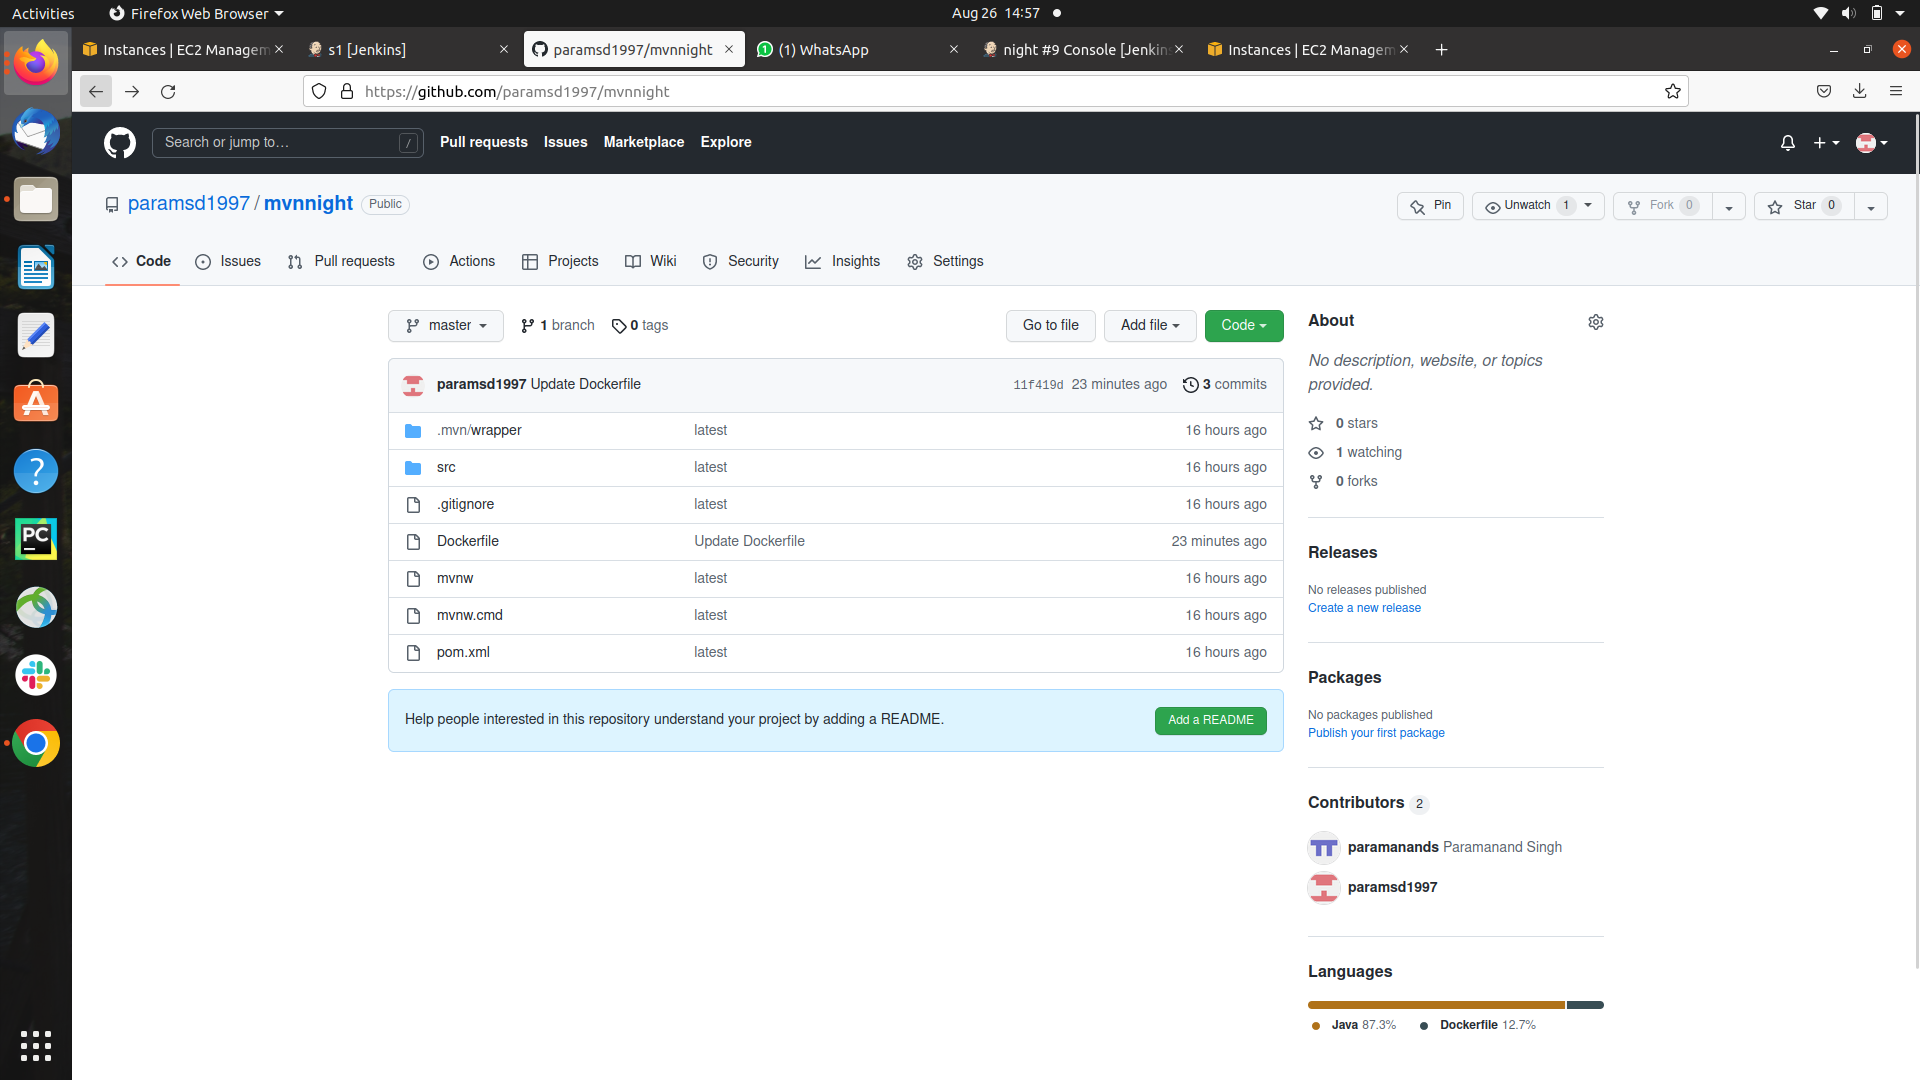 Activities Firefox Web Browser Aug 26 14:57
Instances | EC2 Managem s1 [Jenkins] paramsd1997/mvnnight (1) WhatsApp night #9 Console [Jenkins Instances | EC2 Managem
https://github.com/paramsd1997/mvnnight
Search or jump to… / Pull requests Issues Marketplace Explore
paramsd1997 / mvnnight Public Pin Unwatch 1 Fork 0 Star 0
Code Issues Pull requests Actions Projects Wiki Security Insights Settings
master 1 branch 0 tags Go to file Add file Code
paramsd1997 Update Dockerfile 11f419d 23 minutes ago 3 commits
.mvn/wrapper latest 16 hours ago
src latest 16 hours ago
.gitignore latest 16 hours ago
Dockerfile Update Dockerfile 23 minutes ago
mvnw latest 16 hours ago
mvnw.cmd latest 16 hours ago
pom.xml latest 16 hours ago
Help people interested in this repository understand your project by adding a README. Add a README
About
No description, website, or topics
provided.
0 stars
1 watching
0 forks
Releases
No releases published
Create a new release
Packages
No packages published
Publish your first package
Contributors 2
paramanands Paramanand Singh
paramsd1997
Languages
Java 87.3% Dockerfile 12.7%
PC